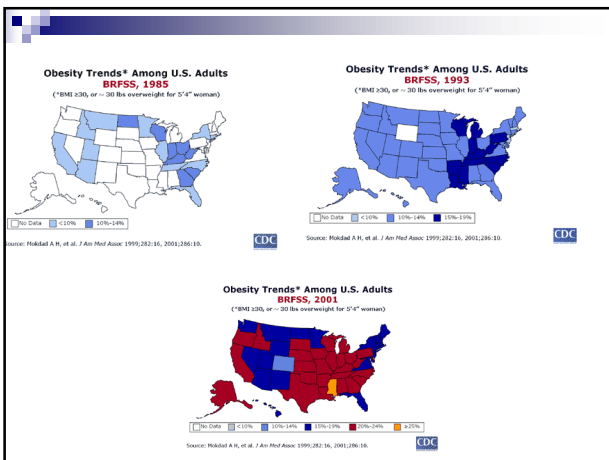 Obesity Trends* Among U.S. Adults
BRFSS, 1985
(*BMI ≥30, or ~ 30 lbs overweight for 5'4" woman)
No Data <10% 10%-14%
Source: Mokdad A H, et al. J Am Med Assoc 1999;282:16, 2001;286:10.
CDC
Obesity Trends* Among U.S. Adults
BRFSS, 1993
(*BMI ≥30, or ~ 30 lbs overweight for 5'4" woman)
No Data <10% 10%-14% 15%-19%
Source: Mokdad A H, et al. J Am Med Assoc 1999;282:16, 2001;286:10.
CDC
Obesity Trends* Among U.S. Adults
BRFSS, 2001
(*BMI ≥30, or ~ 30 lbs overweight for 5'4" woman)
No Data <10% 10%-14% 15%-19% 20%-24% ≥25%
Source: Mokdad A H, et al. J Am Med Assoc 1999;282:16, 2001;286:10.
CDC